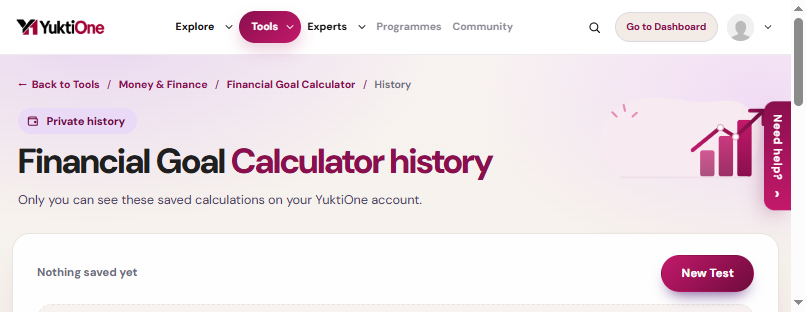 YuktiOne
Explore Tools Experts Programmes Community Go to Dashboard
← Back to Tools / Money & Finance / Financial Goal Calculator / History
Private history
Financial Goal Calculator history
Only you can see these saved calculations on your YuktiOne account.
Need help? ›
Nothing saved yet
New Test